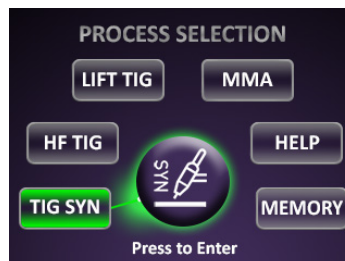 PROCESS SELECTION
LIFT TIG
MMA
HF TIG
HELP
SYN
TIG SYN
MEMORY
Press to Enter